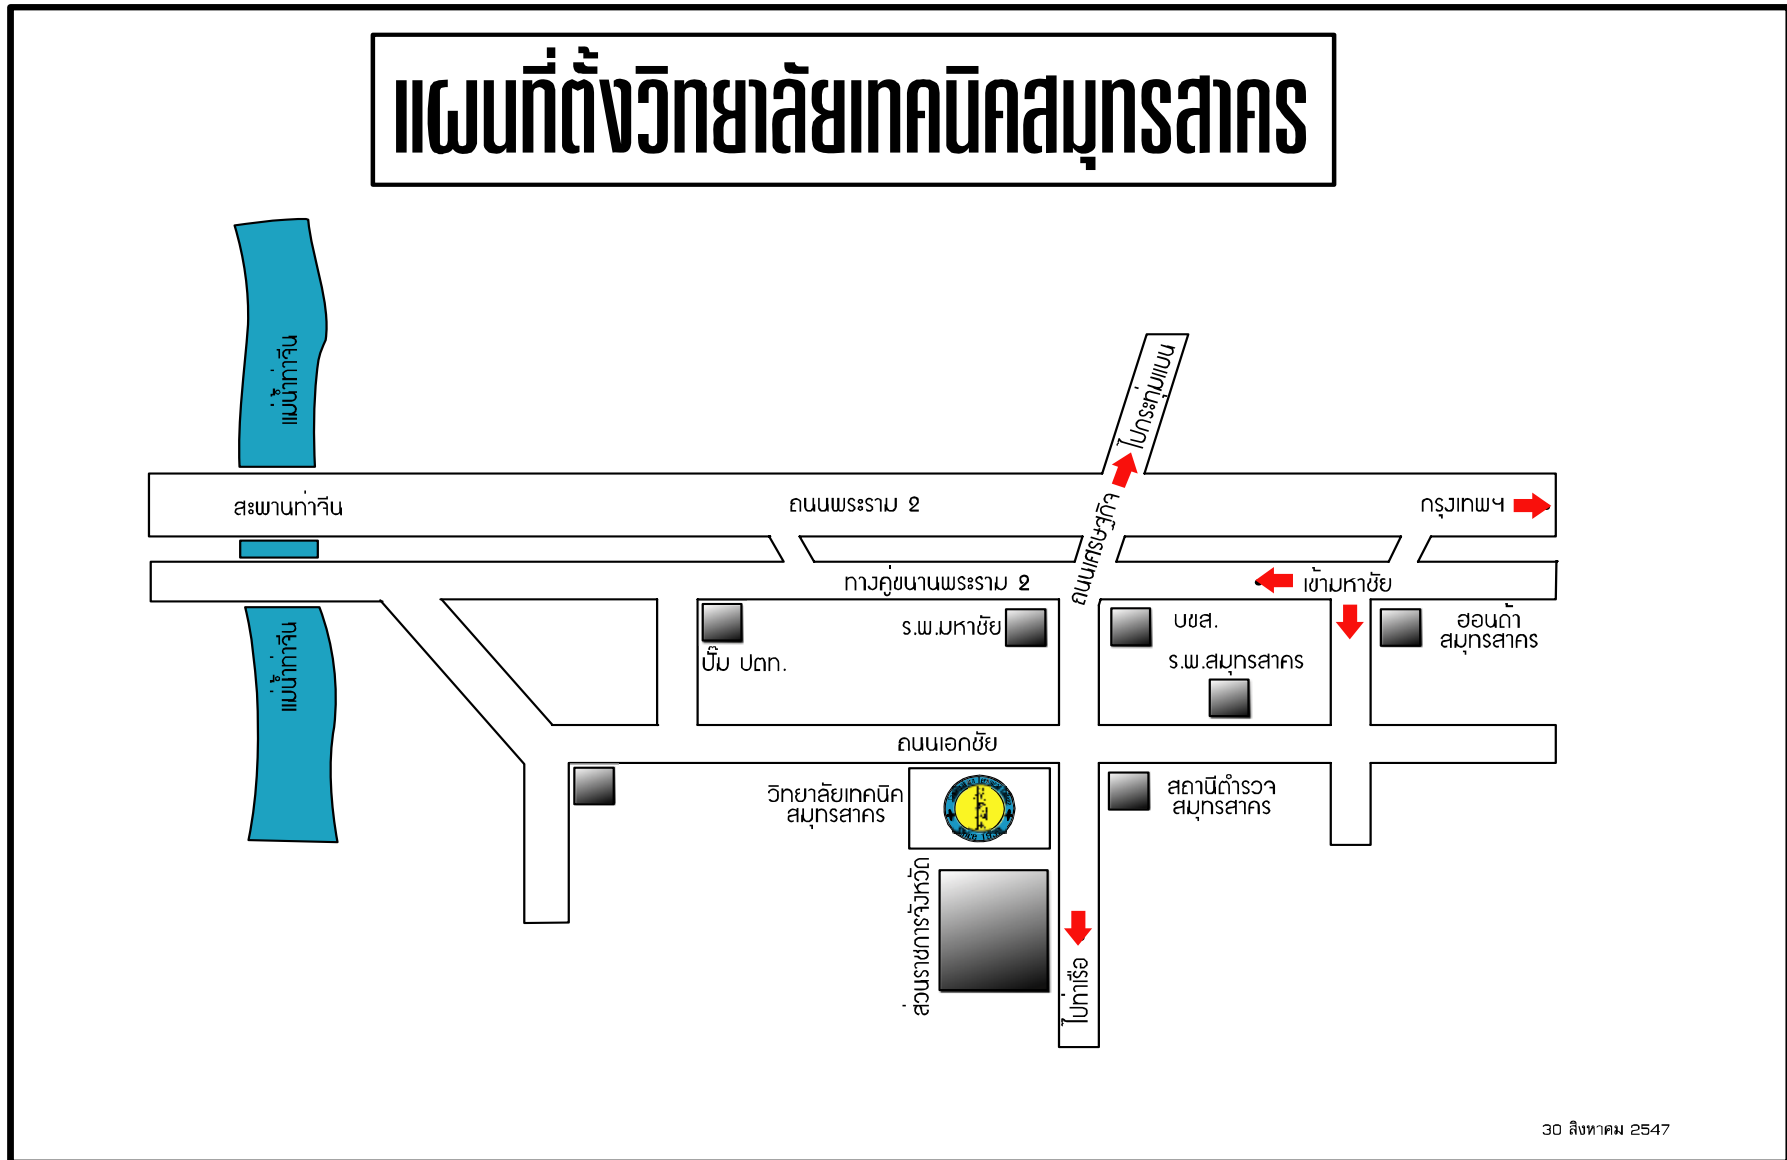 แผนที่ตั้งวิทยาลัยเทคนิคสมุทรสาคร
แม่น้ำท่าจีน
ไปกระทุ่มแบน
สะพานท่าจีน
ถนนพระราม 2
ถนนเศรษฐกิจ
กรุงเทพฯ
ทางคู่ขนานพระราม 2
เข้ามหาชัย
แม่น้ำท่าจีน
ปั๊ม ปตท.
ร.พ.มหาชัย
บขส.
ร.พ.สมุทรสาคร
ฮอนด้า
สมุทรสาคร
ถนนเอกชัย
วิทยาลัยเทคนิค
สมุทรสาคร
สถานีตำรวจ
สมุทรสาคร
ส่วนราชการจังหวัด
ไปท่าเรือ
30 สิงหาคม 2547